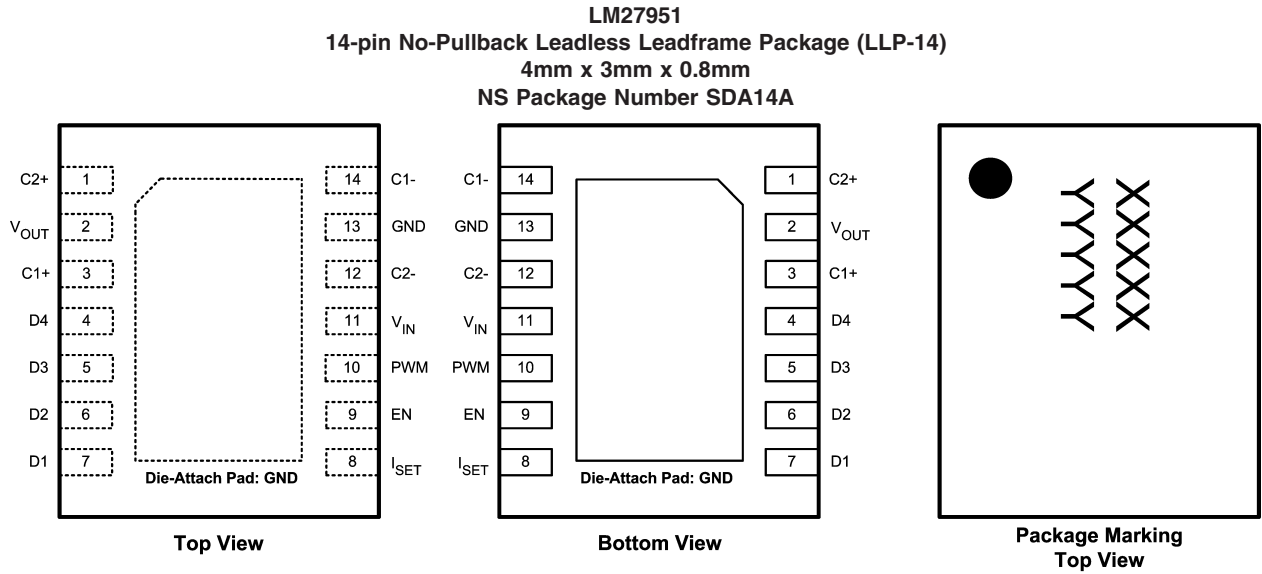 LM27951
14-pin No-Pullback Leadless Leadframe Package (LLP-14)
4mm x 3mm x 0.8mm
NS Package Number SDA14A
C2+ 1 14 C1- C1- 14 1 C2+
VOUT 2 13 GND GND 13 2 VOUT
C1+ 3 12 C2- C2- 12 3 C1+
D4 4 11 VIN VIN 11 4 D4
D3 5 10 PWM PWM 10 5 D3
D2 6 9 EN EN 9 6 D2
D1 7 8 ISET ISET 8 7 D1
Die-Attach Pad: GND Die-Attach Pad: GND
Top View
Bottom View
Package Marking
Top View
XXXXX
YYYYY